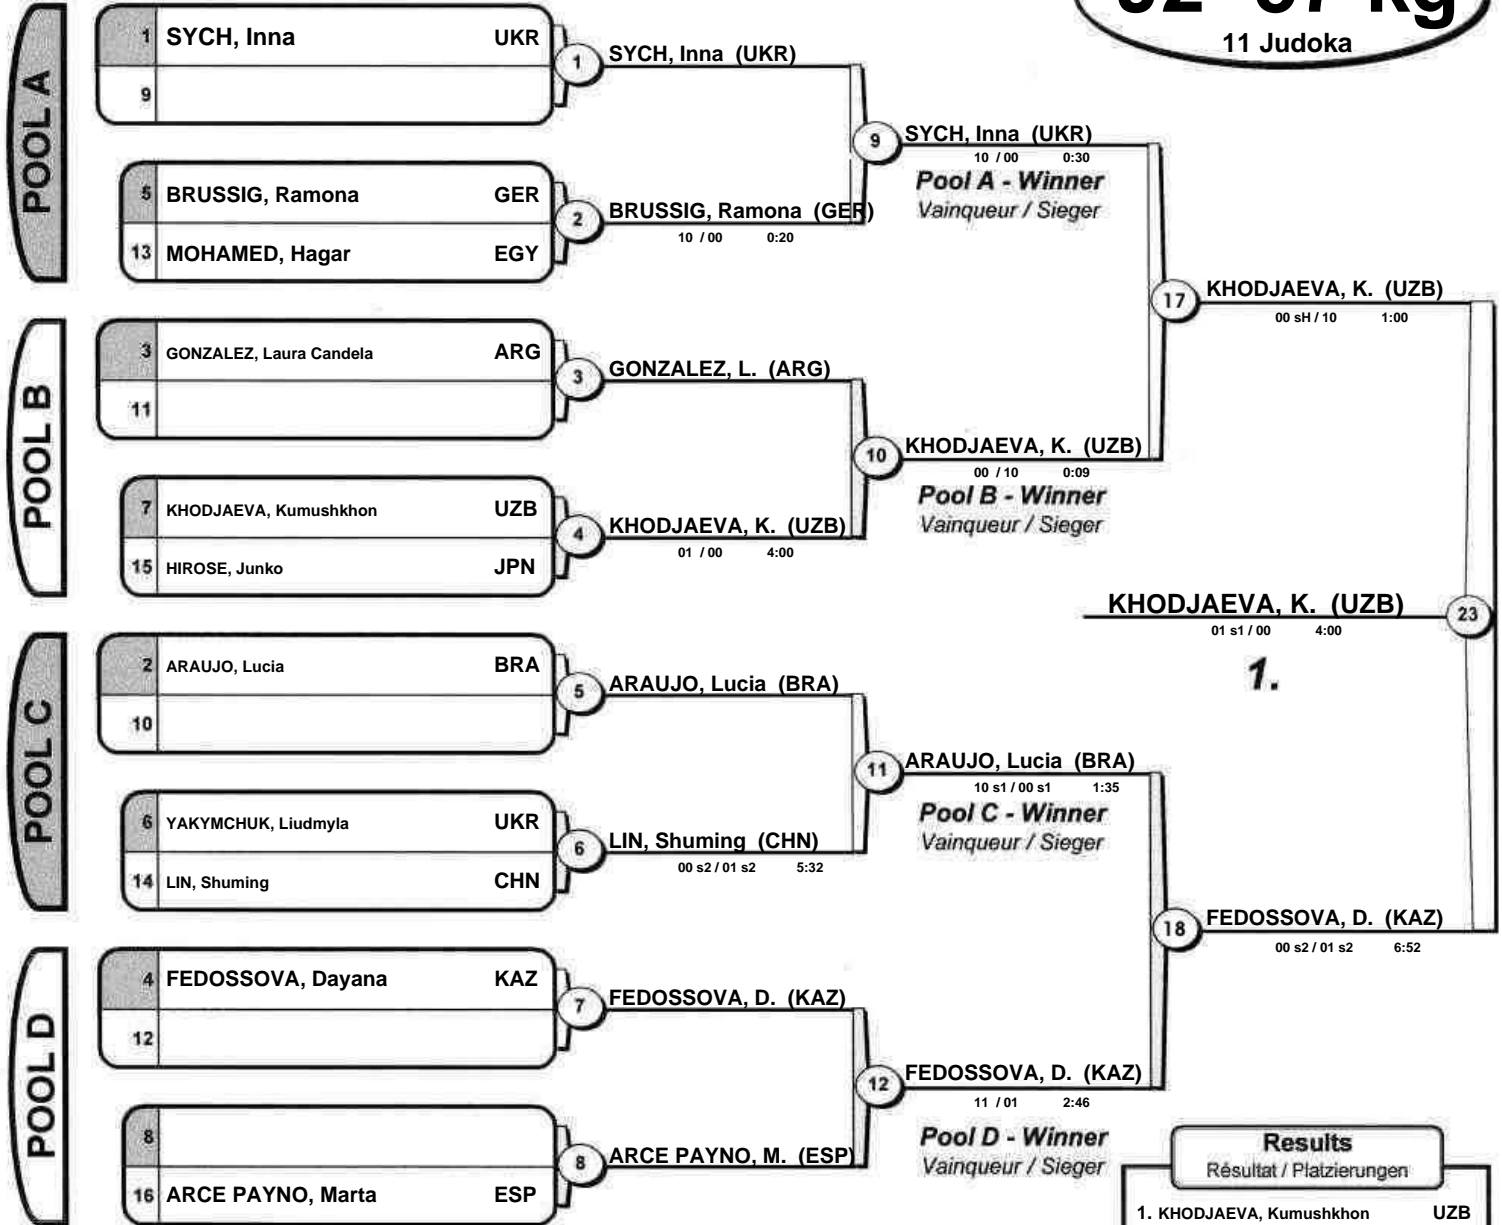 52-57 kg
11 Judoka
POOL A
1 SYCH, Inna UKR
9
5 BRUSSIG, Ramona GER
13 MOHAMED, Hagar EGY
1 SYCH, Inna (UKR)
2 BRUSSIG, Ramona (GER)
10 / 00 0:20
9 SYCH, Inna (UKR)
10 / 00 0:30
Pool A - Winner
Vainqueur / Sieger
POOL B
3 GONZALEZ, Laura Candela ARG
11
7 KHODJAEVA, Kumushkhon UZB
15 HIROSE, Junko JPN
3 GONZALEZ, L. (ARG)
4 KHODJAEVA, K. (UZB)
01 / 00 4:00
10 KHODJAEVA, K. (UZB)
00 / 10 0:09
Pool B - Winner
Vainqueur / Sieger
17 KHODJAEVA, K. (UZB)
00 sH / 10 1:00
KHODJAEVA, K. (UZB) 23
01 s1 / 00 4:00
1.
POOL C
2 ARAUJO, Lucia BRA
10
6 YAKYMCHUK, Liudmyla UKR
14 LIN, Shuming CHN
5 ARAUJO, Lucia (BRA)
6 LIN, Shuming (CHN)
00 s2 / 01 s2 5:32
11 ARAUJO, Lucia (BRA)
10 s1 / 00 s1 1:35
Pool C - Winner
Vainqueur / Sieger
18 FEDOSSOVA, D. (KAZ)
00 s2 / 01 s2 6:52
POOL D
4 FEDOSSOVA, Dayana KAZ
12
8
16 ARCE PAYNO, Marta ESP
7 FEDOSSOVA, D. (KAZ)
8 ARCE PAYNO, M. (ESP)
12 FEDOSSOVA, D. (KAZ)
11 / 01 2:46
Pool D - Winner
Vainqueur / Sieger
Results
Résultat / Platzierungen
1. KHODJAEVA, Kumushkhon UZB